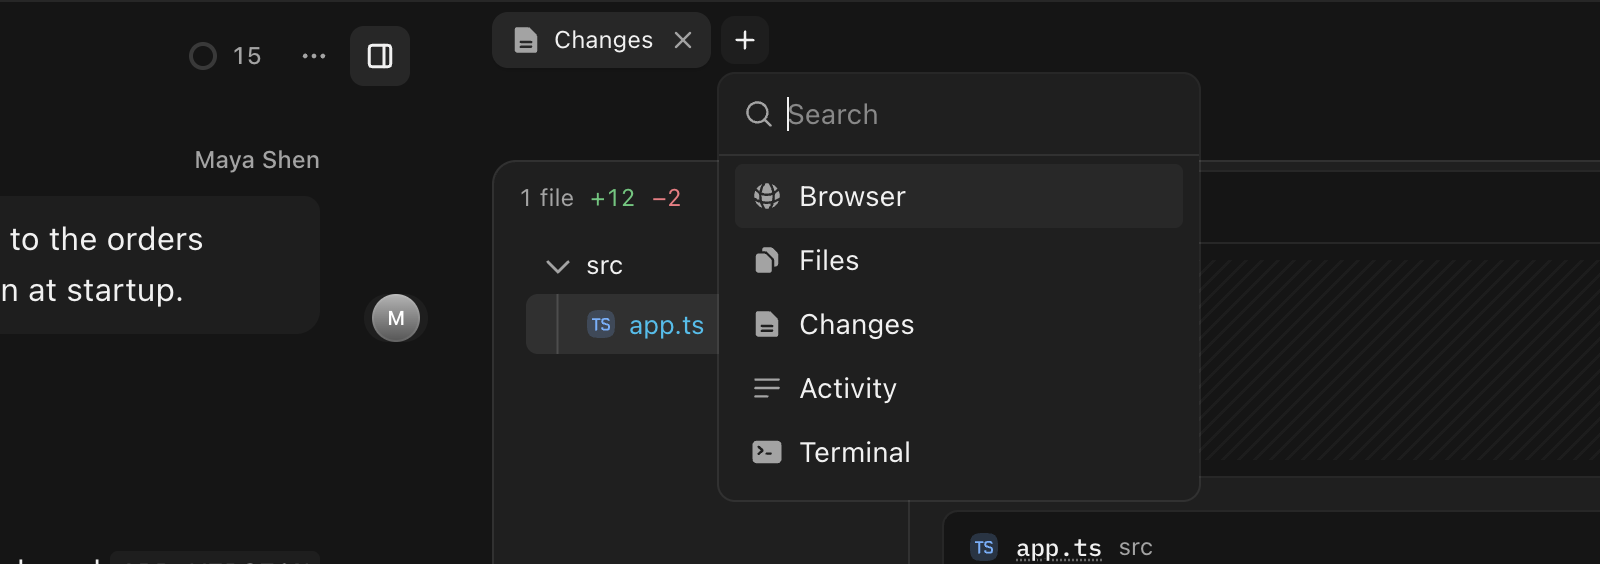 15
Changes
Search
Maya Shen
to the orders
n at startup.
M
1 file +12 −2
src
TS app.ts
Browser
Files
Changes
Activity
Terminal
TS app.ts src